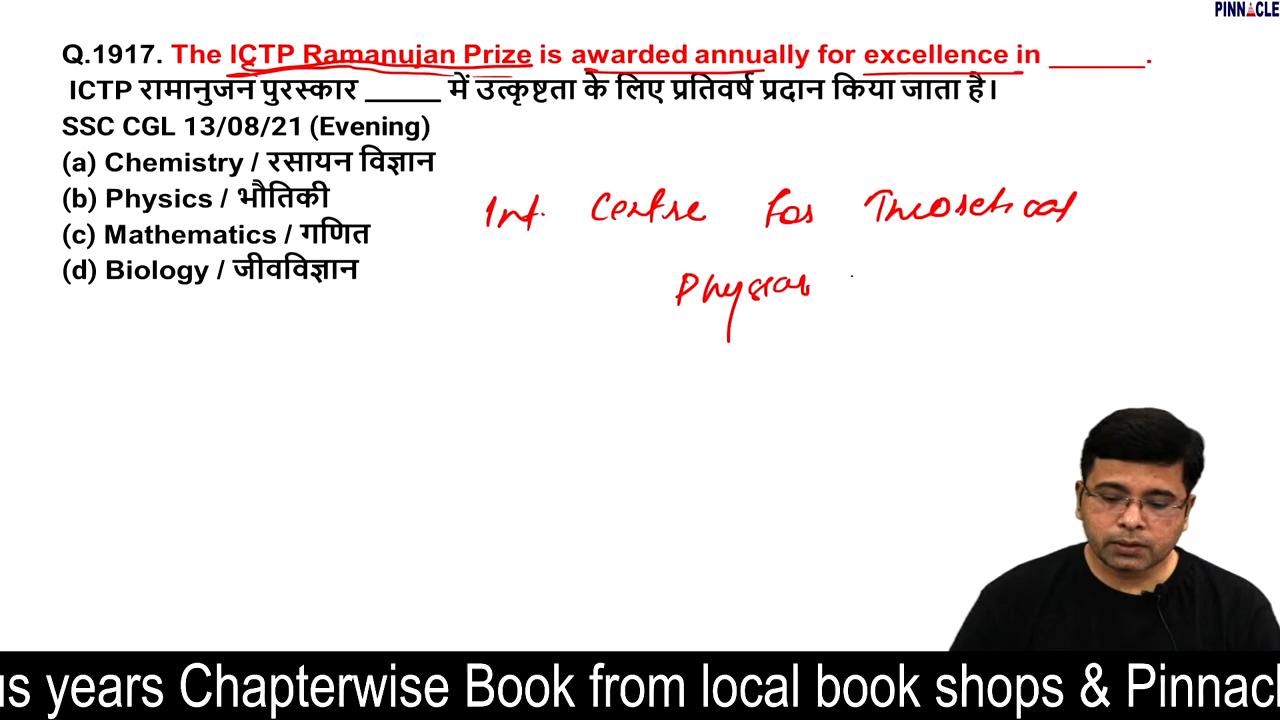 PINNACLE
Q.1917. The ICTP Ramanujan Prize is awarded annually for excellence in ______.
ICTP रामानुजन पुरस्कार _____ में उत्कृष्टता के लिए प्रतिवर्ष प्रदान किया जाता है।
SSC CGL 13/08/21 (Evening)
(a) Chemistry / रसायन विज्ञान
(b) Physics / भौतिकी
(c) Mathematics / गणित
(d) Biology / जीवविज्ञान
Int. Centre for Theoretical
Physics
us years Chapterwise Book from local book shops & Pinnacl